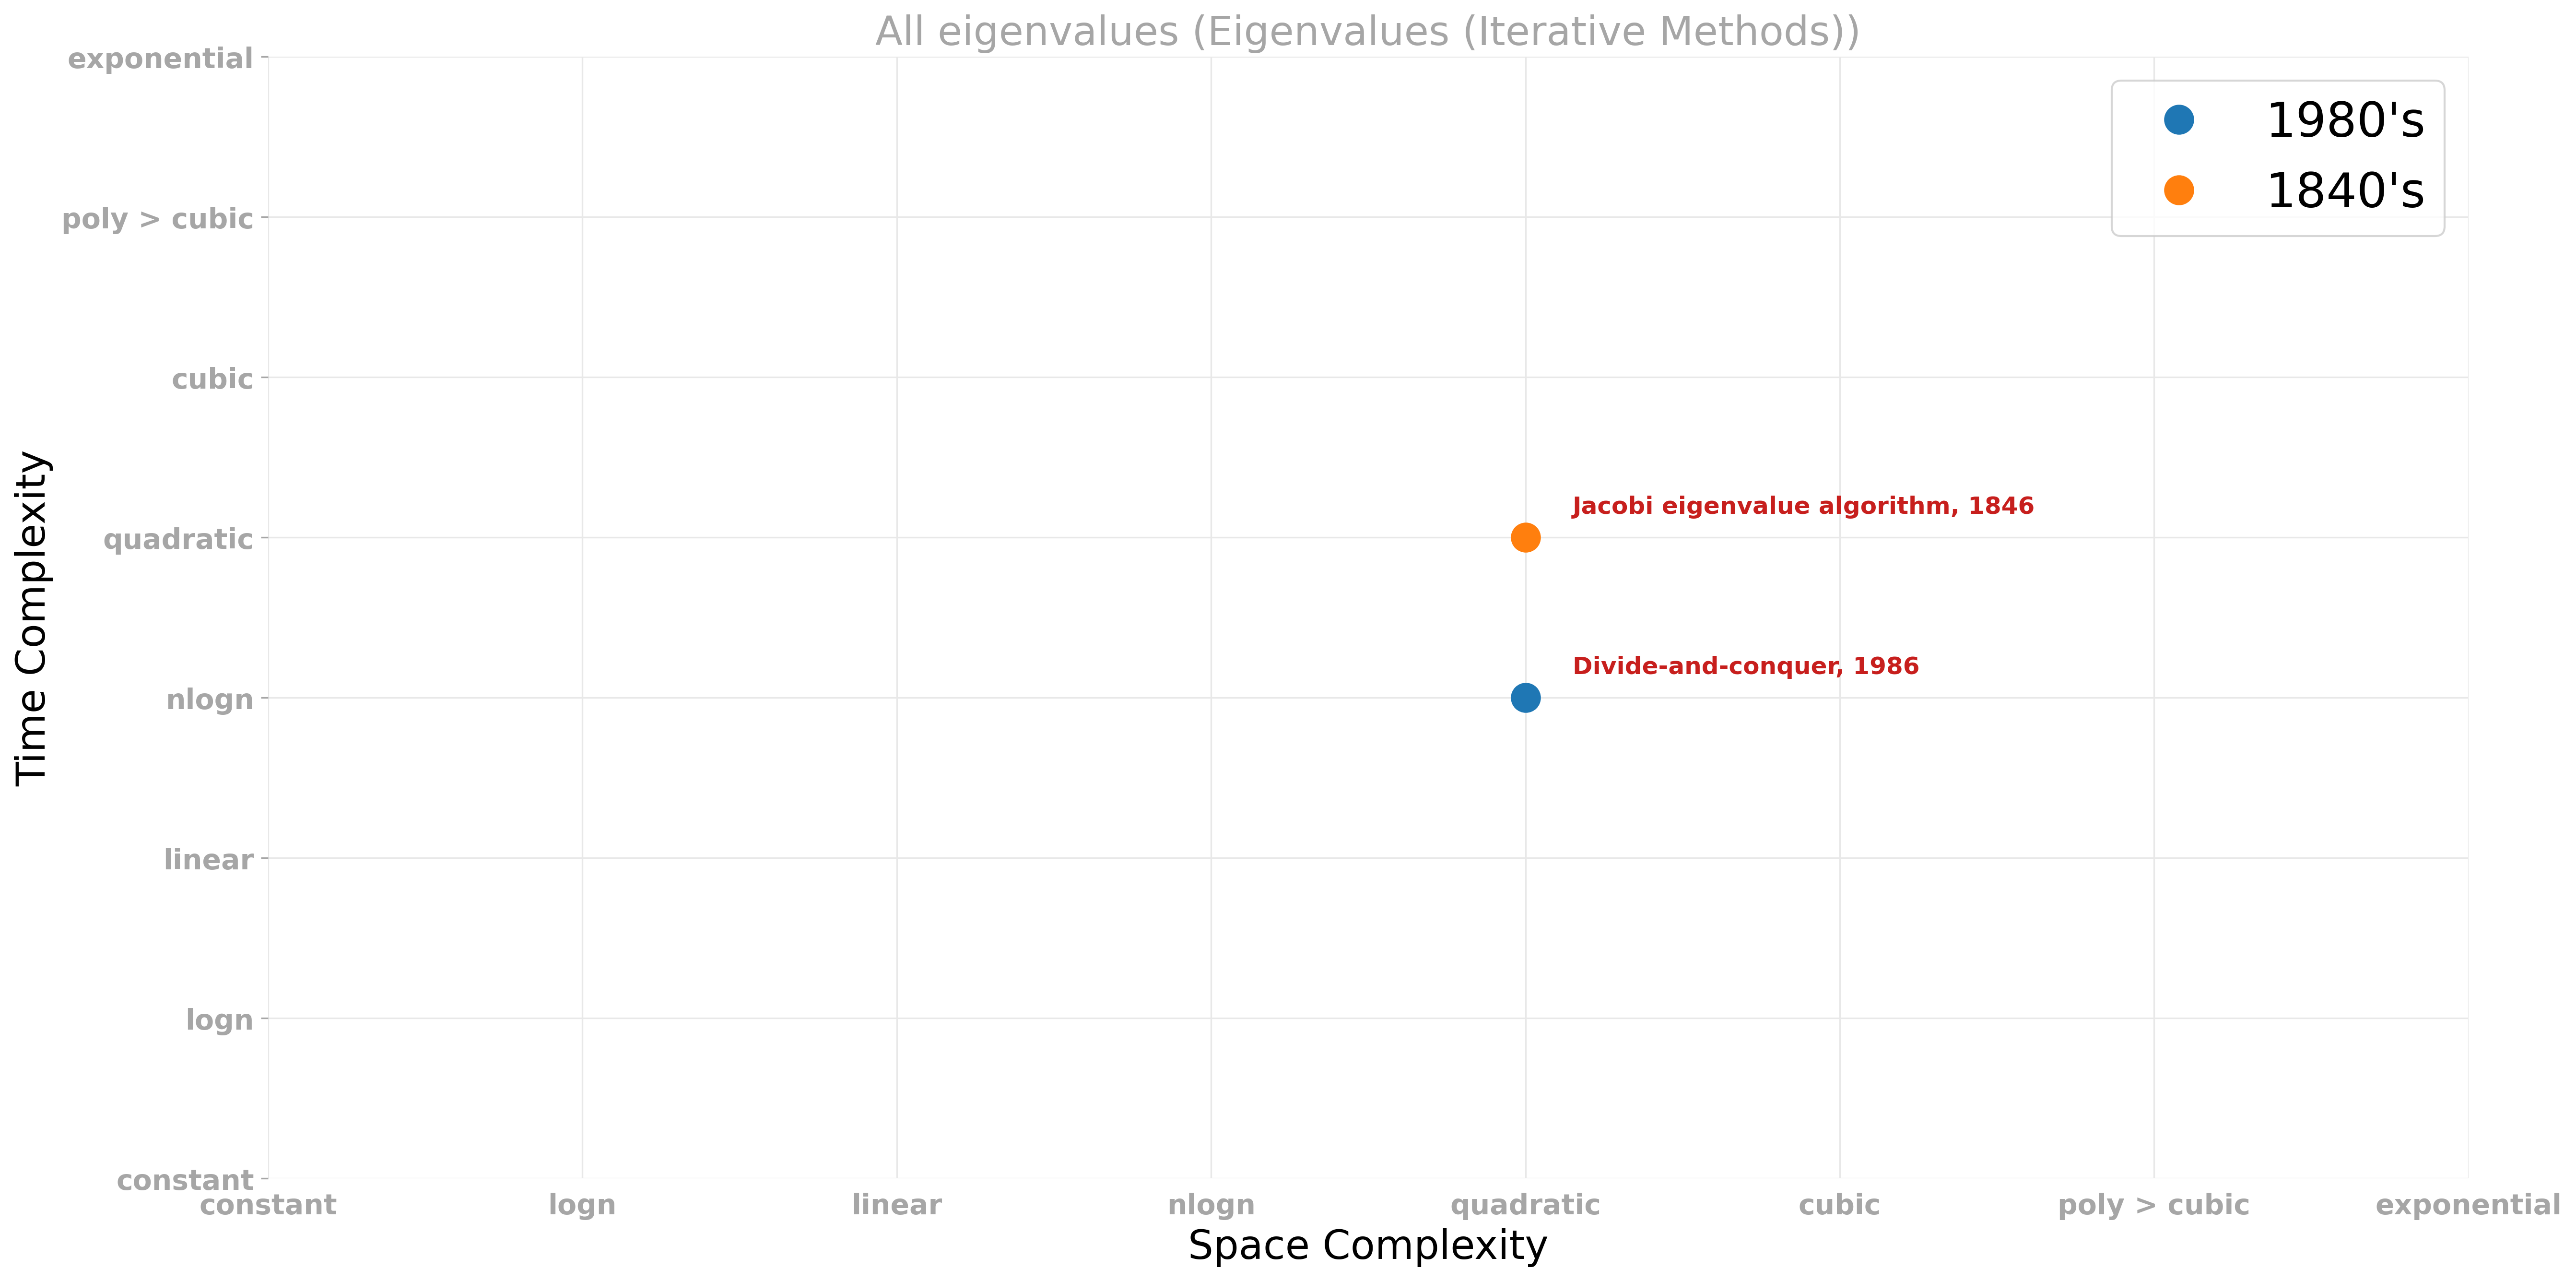 All eigenvalues (Eigenvalues (Iterative Methods))
exponential
poly > cubic
cubic
quadratic
nlogn
linear
logn
constant
Time Complexity
1980's
1840's
Jacobi eigenvalue algorithm, 1846
Divide-and-conquer, 1986
constant
logn
linear
nlogn
quadratic
cubic
poly > cubic
exponential
Space Complexity